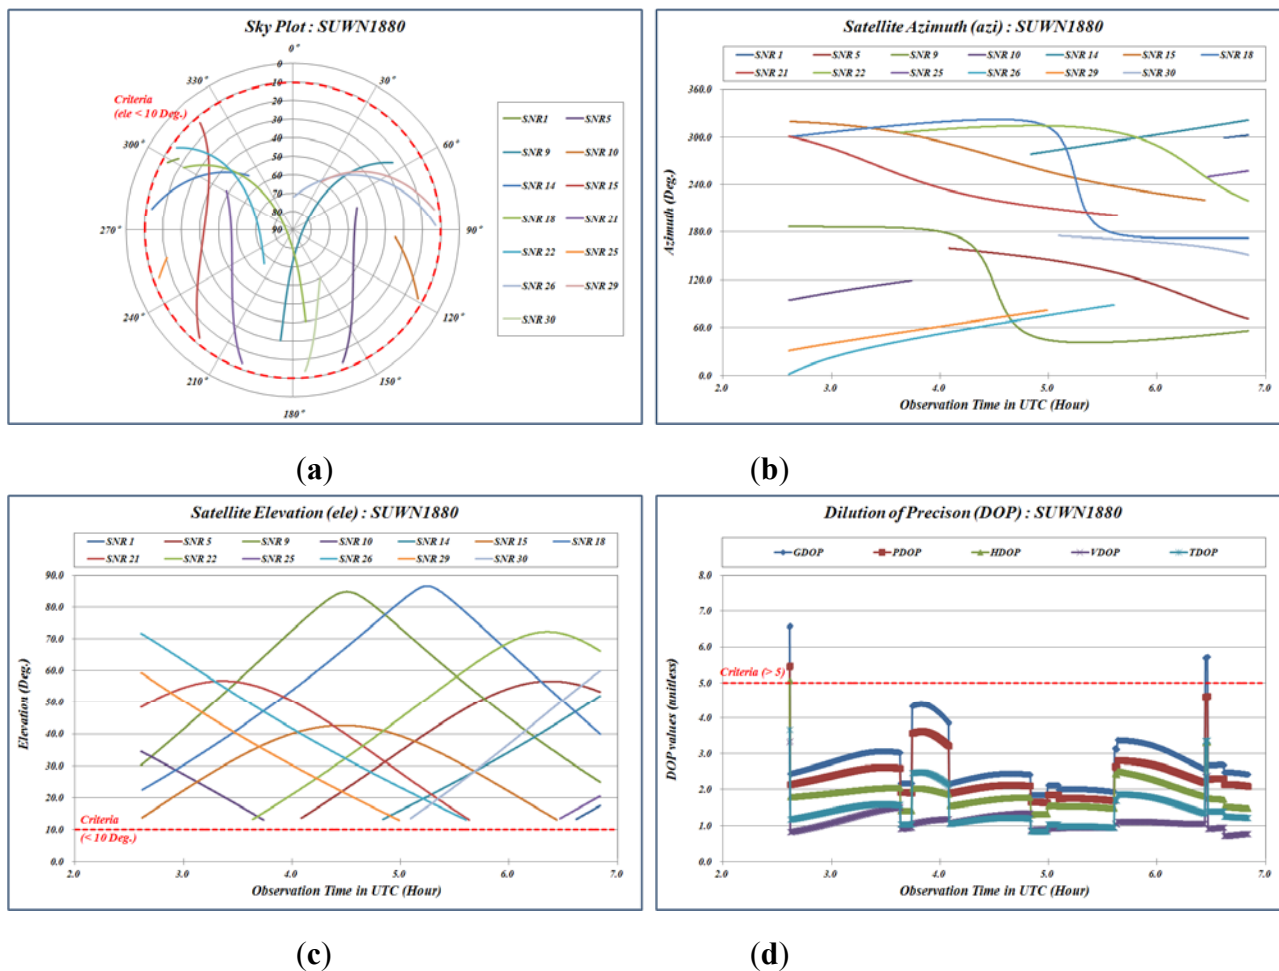 Sky Plot : SUWN1880
0°
30°
60°
90°
120°
150°
180°
210°
240°
270°
300°
330°
0
10
20
30
40
50
60
70
80
90
Criteria
(ele < 10 Deg.)
SNR1 SNR5
SNR 9 SNR 10
SNR 14 SNR 15
SNR 18 SNR 21
SNR 22 SNR 25
SNR 26 SNR 29
SNR 30
(a)
Satellite Azimuth (azi) : SUWN1880
SNR 1 SNR 5 SNR 9 SNR 10 SNR 14 SNR 15 SNR 18
SNR 21 SNR 22 SNR 25 SNR 26 SNR 29 SNR 30
Azimuth (Deg.)
360.0
300.0
240.0
180.0
120.0
60.0
0.0
2.0 3.0 4.0 5.0 6.0 7.0
Observation Time in UTC (Hour)
(b)
Satellite Elevation (ele) : SUWN1880
SNR 1 SNR 5 SNR 9 SNR 10 SNR 14 SNR 15 SNR 18
SNR 21 SNR 22 SNR 25 SNR 26 SNR 29 SNR 30
Elevation (Deg.)
90.0
80.0
70.0
60.0
50.0
40.0
30.0
20.0
10.0
0.0
Criteria
(< 10 Deg.)
2.0 3.0 4.0 5.0 6.0 7.0
Observation Time in UTC (Hour)
(c)
Dilution of Precison (DOP) : SUWN1880
GDOP PDOP HDOP VDOP TDOP
DOP values (unitless)
8.0
7.0
6.0
5.0
4.0
3.0
2.0
1.0
0.0
Criteria (> 5)
2.0 3.0 4.0 5.0 6.0 7.0
Observation Time in UTC (Hour)
(d)